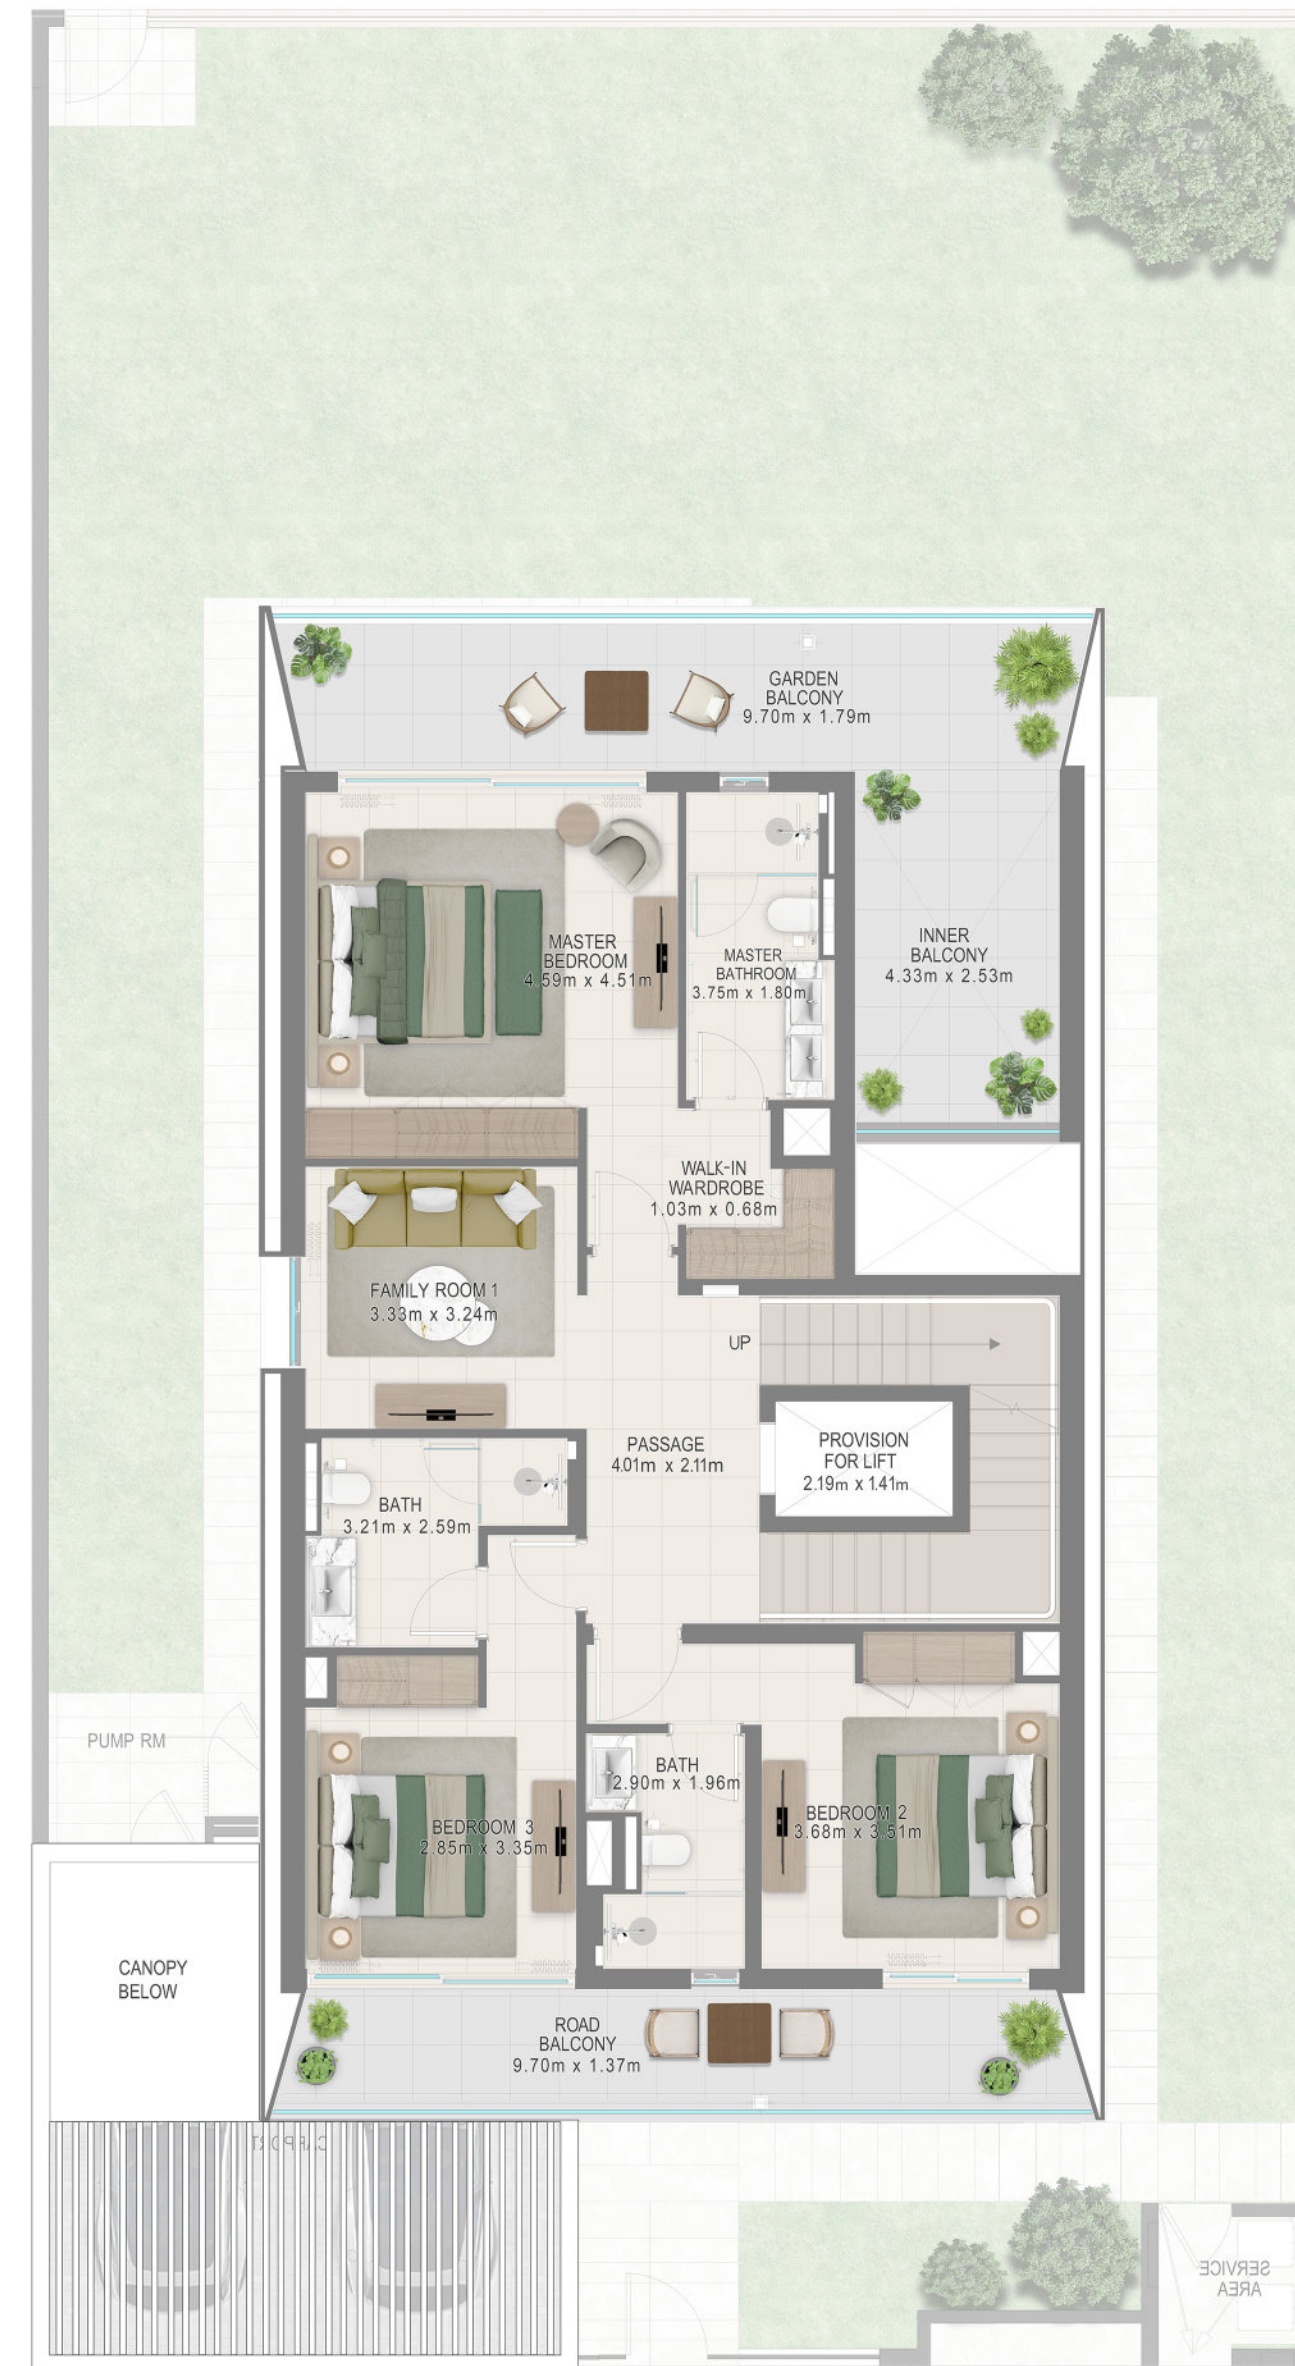 GARDEN
BALCONY
9.70m x 1.79m
MASTER
BEDROOM
4.59m x 4.51m
MASTER
BATHROOM
3.75m x 1.80m
INNER
BALCONY
4.33m x 2.53m
WALK-IN
WARDROBE
1.03m x 0.68m
FAMILY ROOM 1
3.33m x 3.24m
UP
PASSAGE
4.01m x 2.11m
PROVISION
FOR LIFT
2.19m x 1.41m
BATH
3.21m x 2.59m
PUMP RM
BATH
2.90m x 1.96m
BEDROOM 3
2.85m x 3.35m
BEDROOM 2
3.68m x 3.51m
CANOPY
BELOW
ROAD
BALCONY
9.70m x 1.37m
CARPORT
SERVICE
AREA